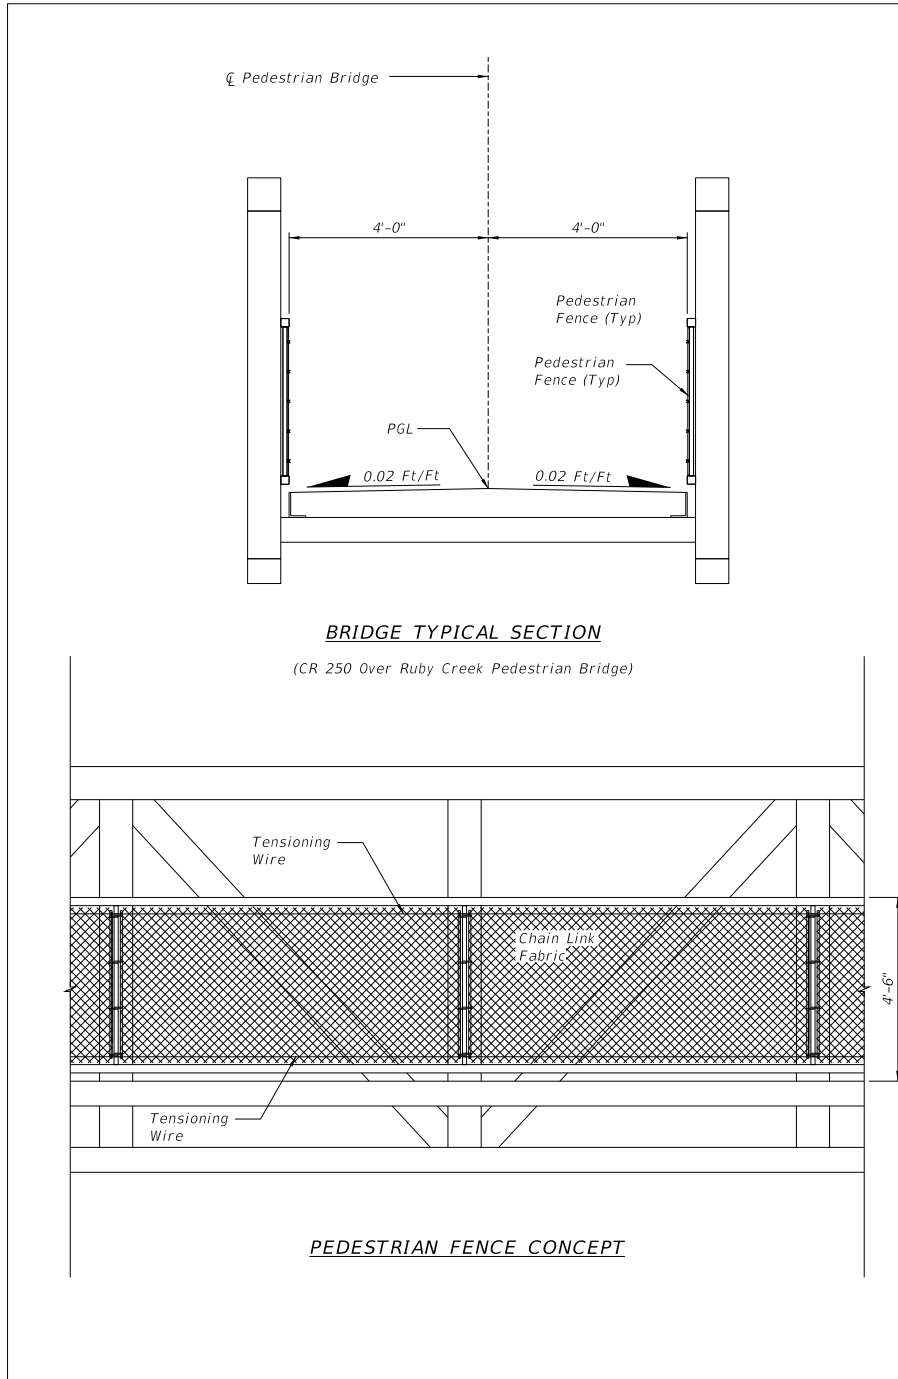 ℄ Pedestrian Bridge
4'-0"
4'-0"
Pedestrian
Fence (Typ)
Pedestrian
Fence (Typ)
PGL
0.02 Ft/Ft
0.02 Ft/Ft
BRIDGE TYPICAL SECTION
(CR 250 Over Ruby Creek Pedestrian Bridge)
Tensioning
Wire
Chain Link
Fabric
4'-6"
Tensioning
Wire
PEDESTRIAN FENCE CONCEPT